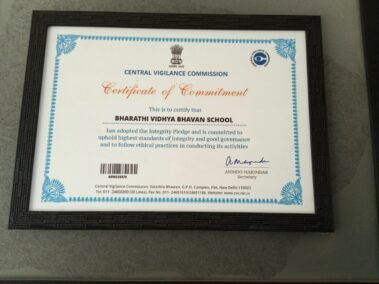 CENTRAL VIGILANCE COMMISSION
Certificate of Commitment
This is to certify that
BHARATHI VIDHYA BHAVAN SCHOOL
has adopted the Integrity Pledge and is committed to
uphold highest standards of integrity and good governance
and to follow ethical practices in conducting its activities
Secretary
Central Vigilance Commission, Satarkta Bhawan, G.P.O. Complex, INA, New Delhi 110023